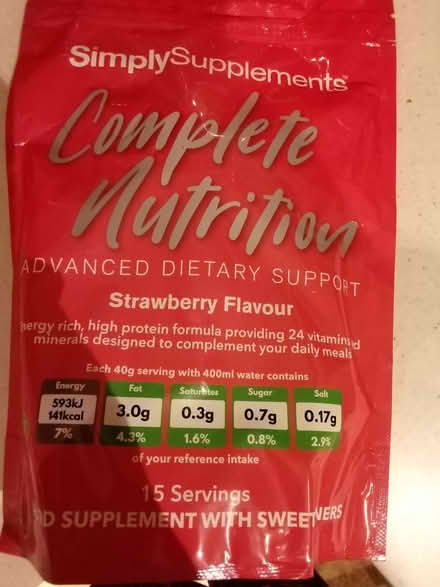 SimplySupplements
Complete
Nutrition
ADVANCED DIETARY SUPPORT
Strawberry Flavour
nergy rich, high protein formula providing 24 vitamins d
minerals designed to complement your daily meals
Each 40g serving with 400ml water contains
Energy Fat Saturates Sugar Salt
593kJ
141kcal 3.0g 0.3g 0.7g 0.17g
7% 4.3% 1.6% 0.8% 2.9%
of your reference intake
15 Servings
D SUPPLEMENT WITH SWEETNERS